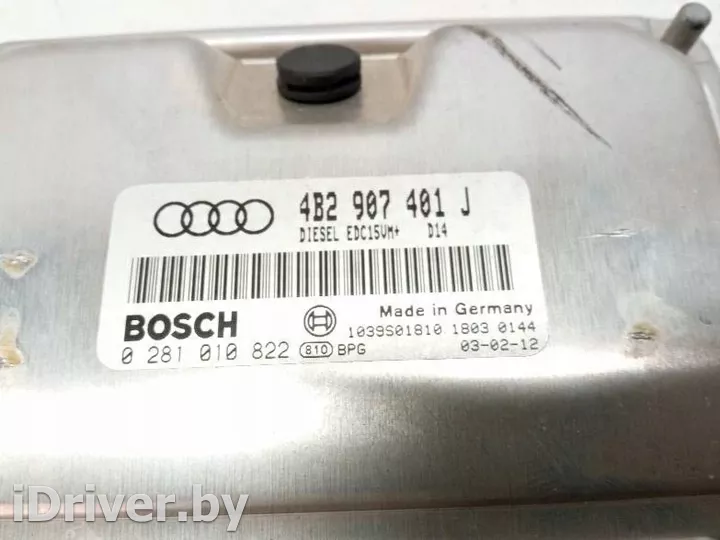 4B2 907 401 J
DIESEL EDC15VM+ D14
BOSCH
Made in Germany
1039S01810 1803 0144
0 281 010 822 810 BPG 03-02-12
iDriver.by